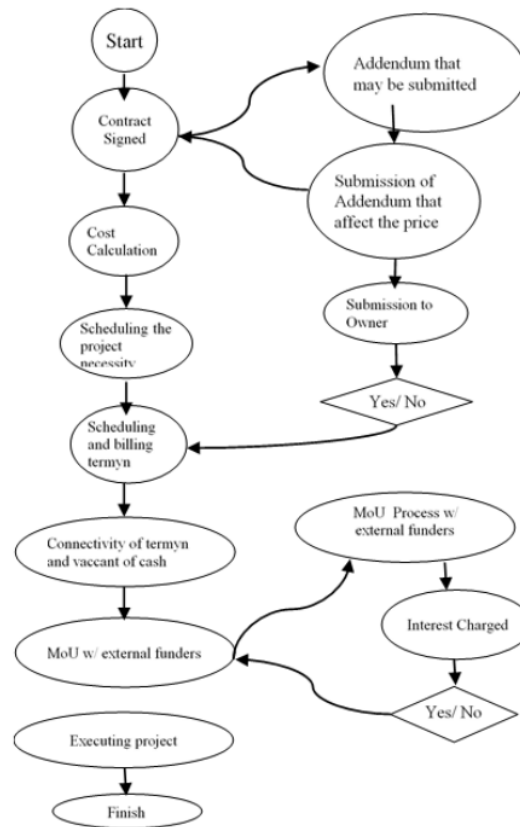 Start
Contract
Signed
Cost
Calculation
Scheduling the
project
necessity
Scheduling
and billing
termyn
Connectivity of termyn
and vaccant of cash
MoU w/ external funders
Executing project
Finish
Addendum that
may be submitted
Submission of
Addendum that
affect the price
Submission to
Owner
Yes/ No
MoU Process w/
external funders
Interest Charged
Yes/ No